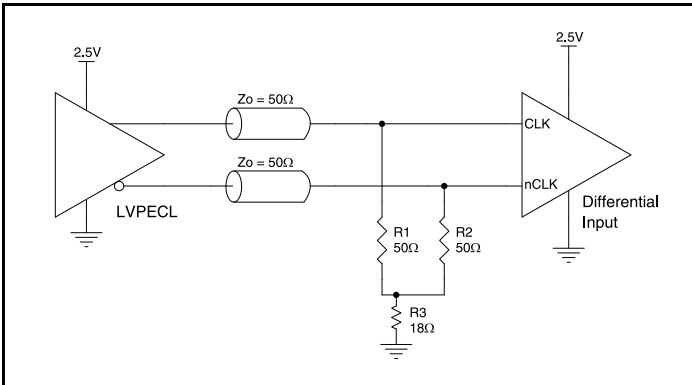 2.5V
2.5V
Zo = 50Ω
CLK
Zo = 50Ω
nCLK
LVPECL
Differential
Input
R1
50Ω
R2
50Ω
R3
18Ω